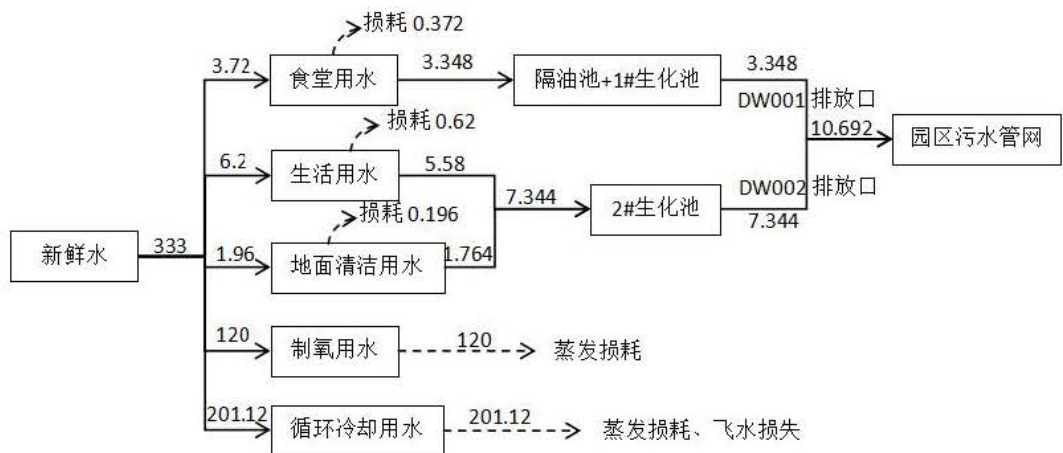 损耗 0.372
3.72
食堂用水
3.348
隔油池+1#生化池
3.348
DW001 排放口
损耗 0.62
10.692
园区污水管网
6.2
生活用水
5.58
7.344
2#生化池
DW002 排放口
7.344
损耗 0.196
新鲜水
333
1.96
地面清洁用水
1.764
120
制氧用水
120
蒸发损耗
201.12
循环冷却用水
201.12
蒸发损耗、飞水损失